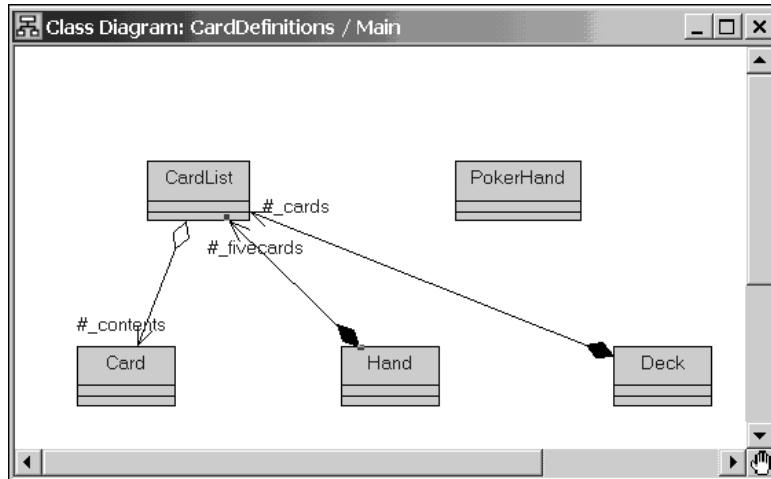 Class Diagram: CardDefinitions / Main
CardList
PokerHand
#_cards
#_fivecards
#_contents
Card
Hand
Deck